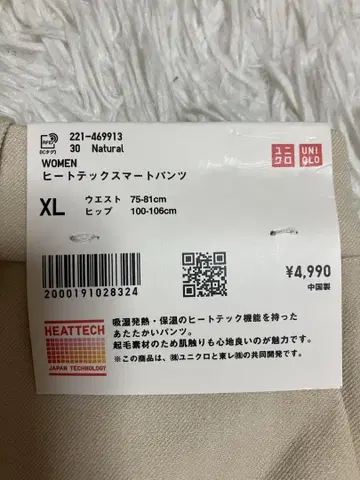 RFID
[ICタグ]
221-469913
30 Natural
WOMEN
ヒートテックスマートパンツ
ユニクロ
UNIQLO
XL
ウエスト 75-81cm
ヒップ 100-106cm
2000191028324
¥4,990
中国製
HEATTECH
JAPAN TECHNOLOGY
吸湿発熱・保温のヒートテック機能を持った
あたたかいパンツ。
起毛素材のため肌触りも心地良いのが魅力です。
※この商品は、㈱ユニクロと東レ㈱の共同開発です。